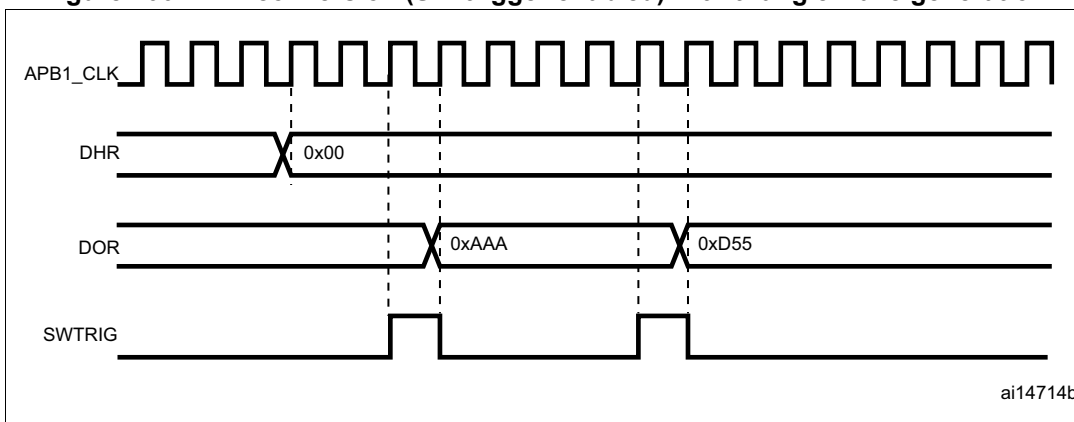 APB1_CLK
DHR
0x00
DOR
0xAAA
0xD55
SWTRIG
ai14714b